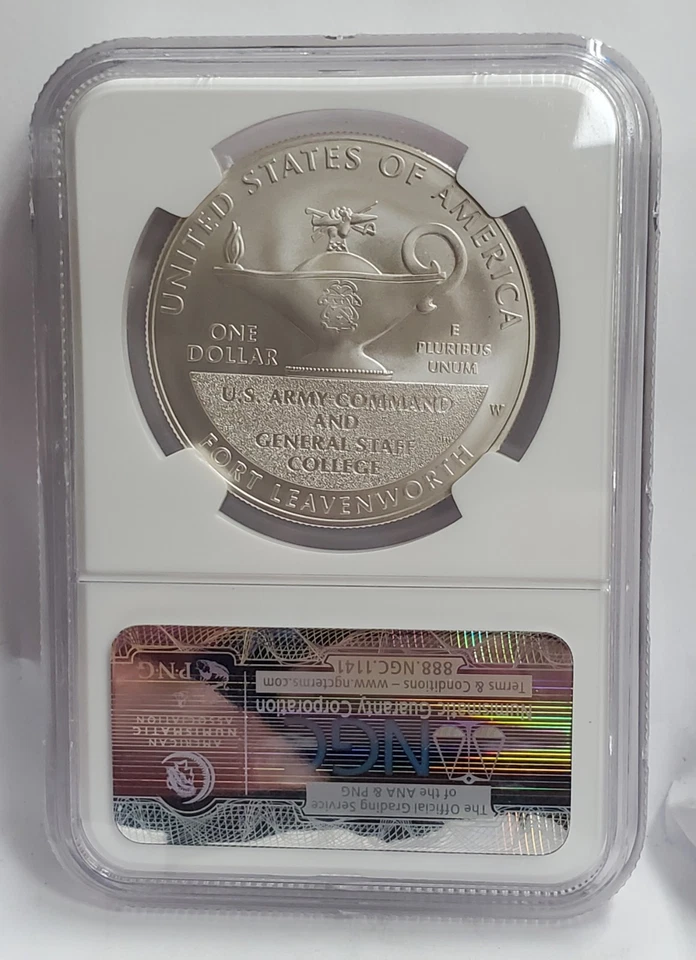 UNITED STATES OF AMERICA
ONE
DOLLAR
E
PLURIBUS
UNUM
U.S. ARMY COMMAND
AND
GENERAL STAFF
COLLEGE
W
FORT LEAVENWORTH
The Official Grading Service
of the ANA & PNG
NGC
Numismatic Guaranty Corporation
Terms & Conditions – www.ngcterms.com
888.NGC.1141
AMERICAN
NUMISMATIC
ASSOCIATION
P·N·G